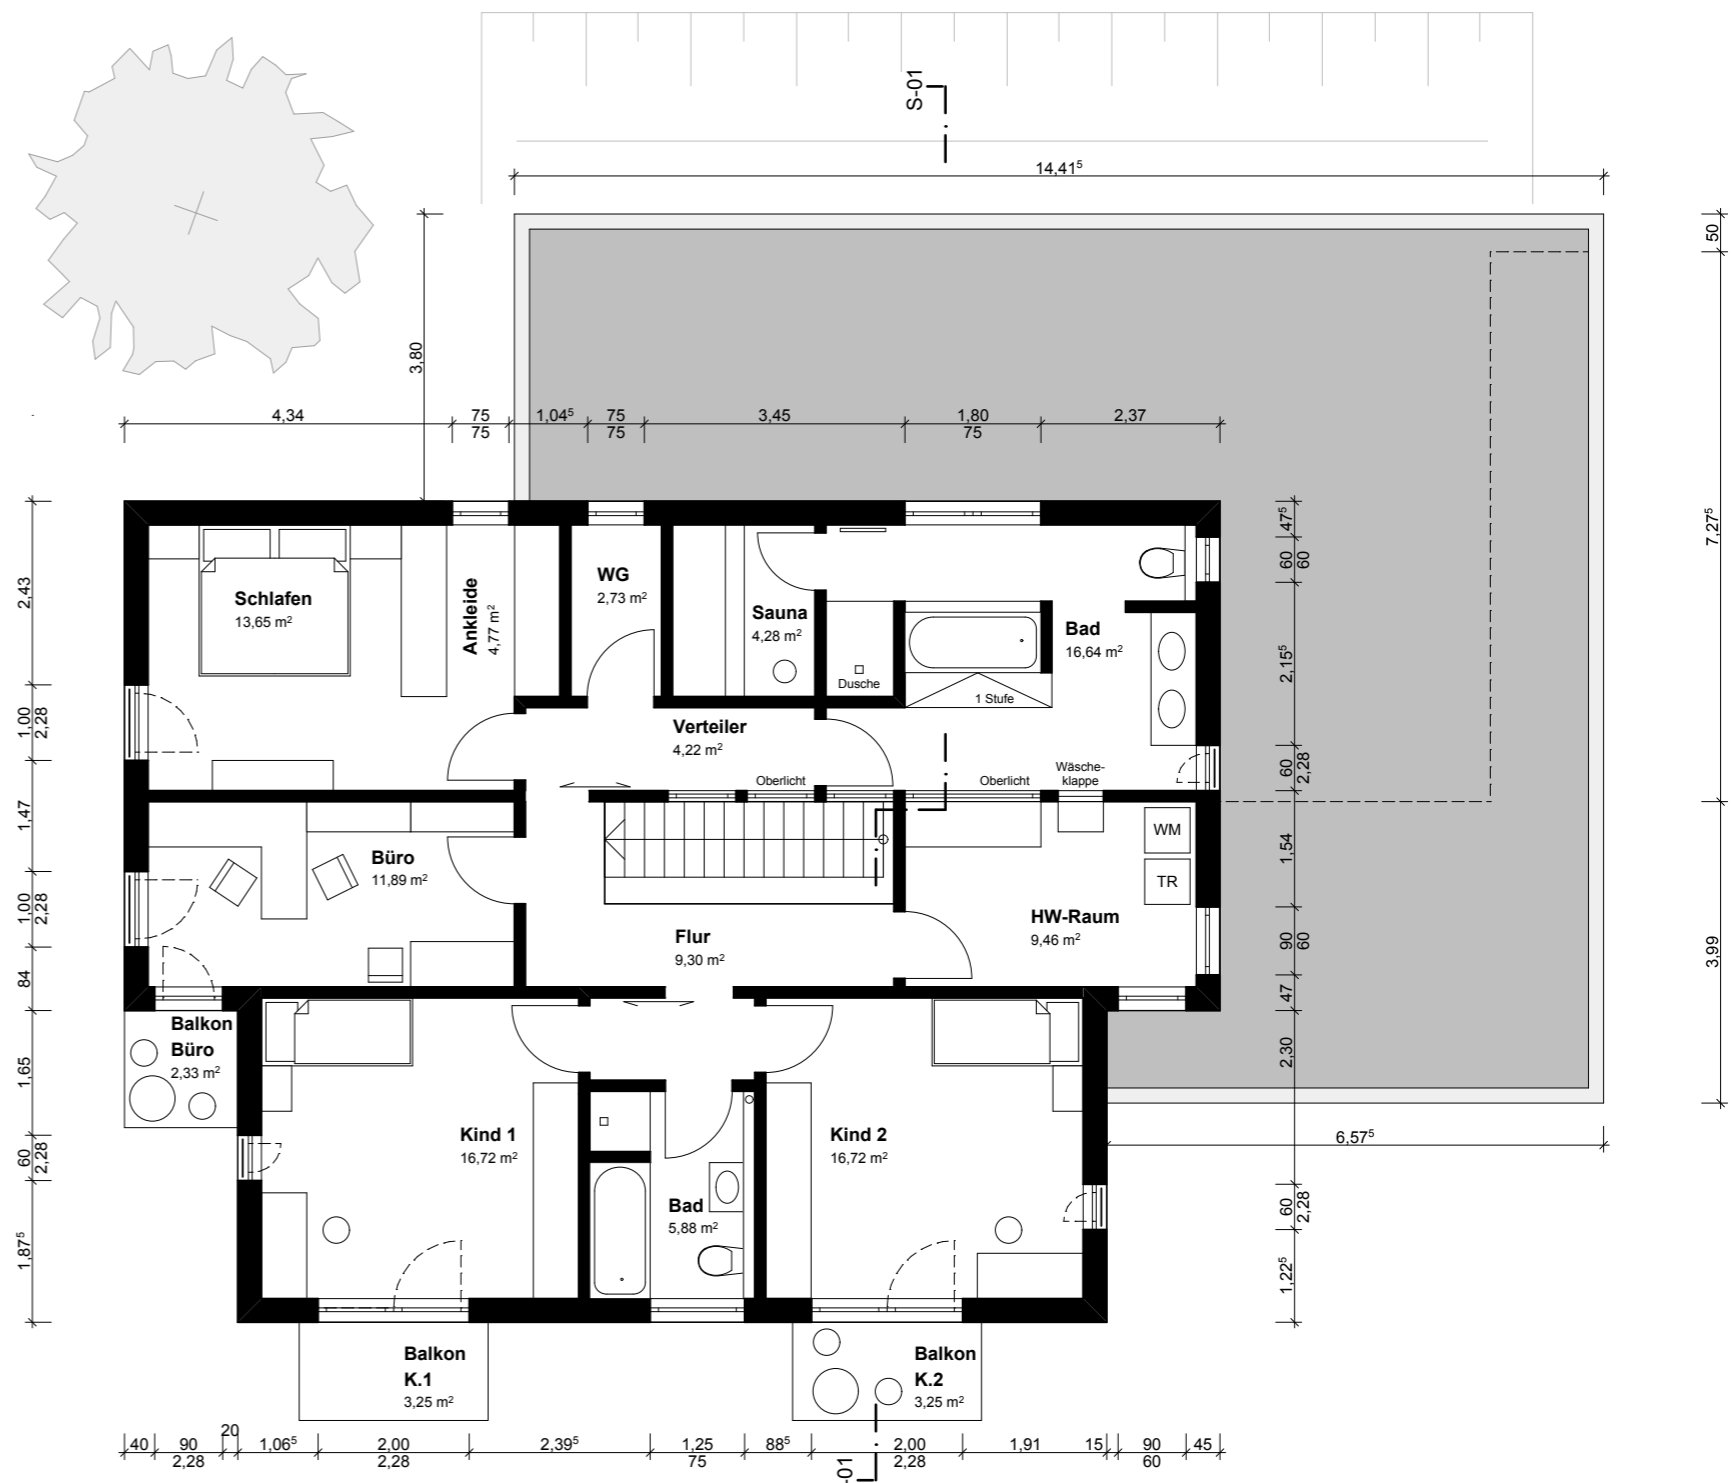 S-01
14,41⁵
50
3,80
7,27⁵
4,34
75
75
1,04⁵
75
75
3,45
1,80
75
2,37
47⁵
60
60
2,43
Schlafen
13,65 m²
Ankleide
4,77 m²
WG
2,73 m²
Sauna
4,28 m²
Dusche
Bad
16,64 m²
1 Stufe
2,15⁵
1,00
2,28
Verteiler
4,22 m²
Oberlicht
Oberlicht
Wäsche-
klappe
60
2,28
1,47
Büro
11,89 m²
WM
TR
1,54
1,00
2,28
Flur
9,30 m²
HW-Raum
9,46 m²
90
60
3,99
84
47
Balkon
Büro
2,33 m²
1,65
2,30
60
2,28
Kind 1
16,72 m²
Kind 2
16,72 m²
6,57⁵
Bad
5,88 m²
60
2,28
1,87⁵
1,22⁵
Balkon
K.1
3,25 m²
Balkon
K.2
3,25 m²
40
90
2,28
20
1,06⁵
2,00
2,28
2,39⁵
1,25
75
88⁵
2,00
2,28
1,91
15
90
60
45
-01